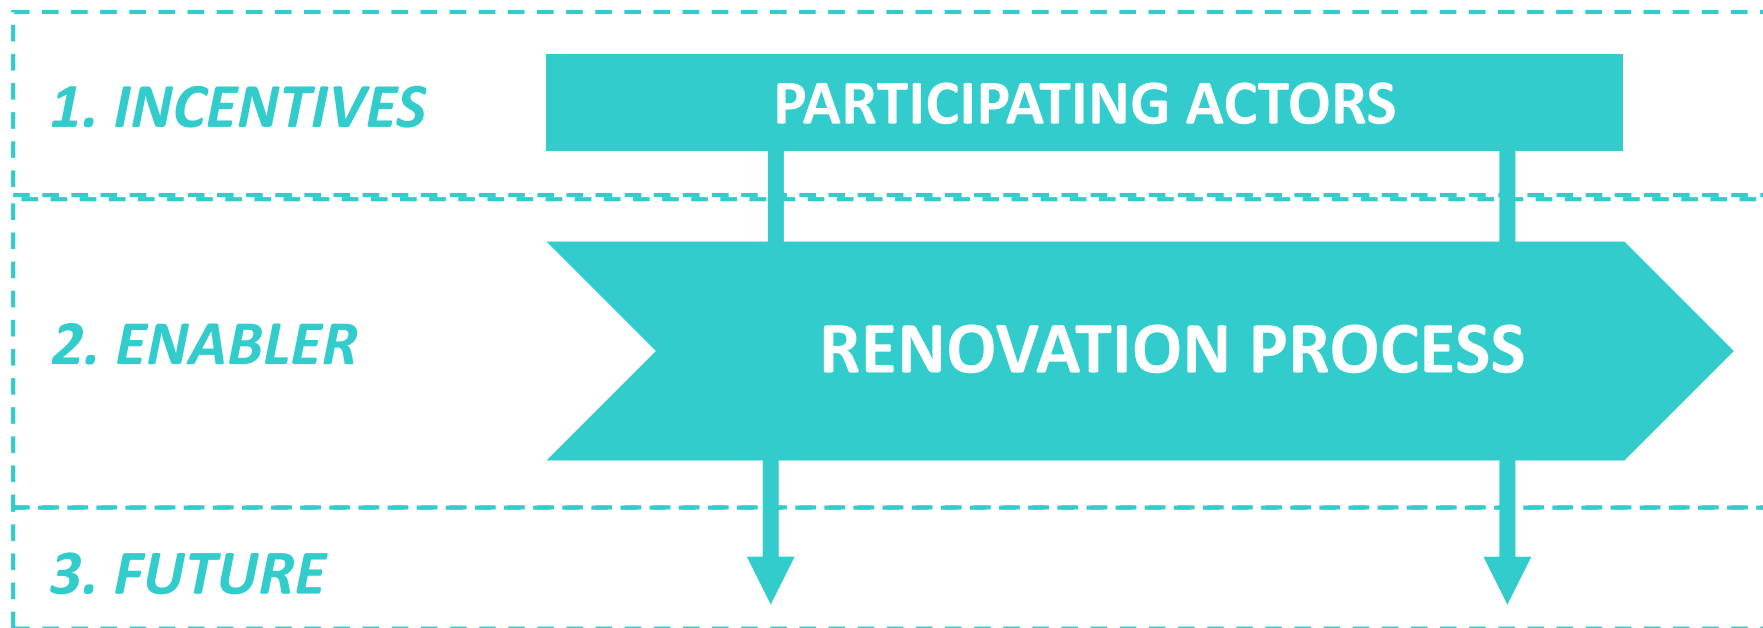 1. INCENTIVES
PARTICIPATING ACTORS
2. ENABLER
RENOVATION PROCESS
3. FUTURE